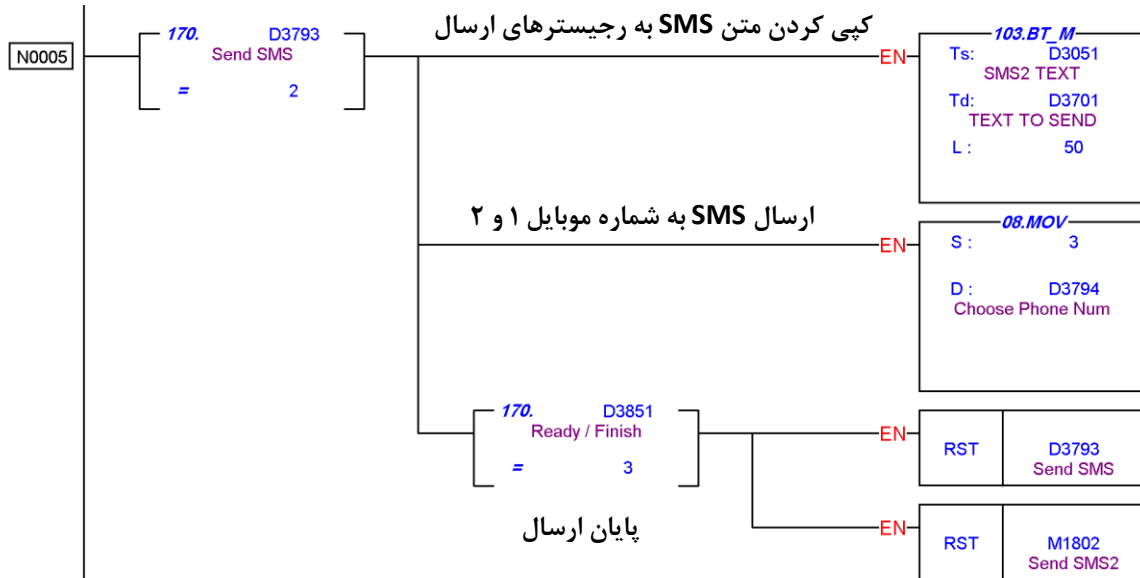 کپی کردن متن SMS به رجیسترهای ارسال
N0005
170. D3793
Send SMS
= 2
EN
103.BT_M
Ts: D3051
SMS2 TEXT
Td: D3701
TEXT TO SEND
L : 50
ارسال SMS به شماره موبایل ۱ و ۲
EN
08.MOV
S : 3
D : D3794
Choose Phone Num
170. D3851
Ready / Finish
= 3
پایان ارسال
EN
RST D3793
Send SMS
EN
RST M1802
Send SMS2